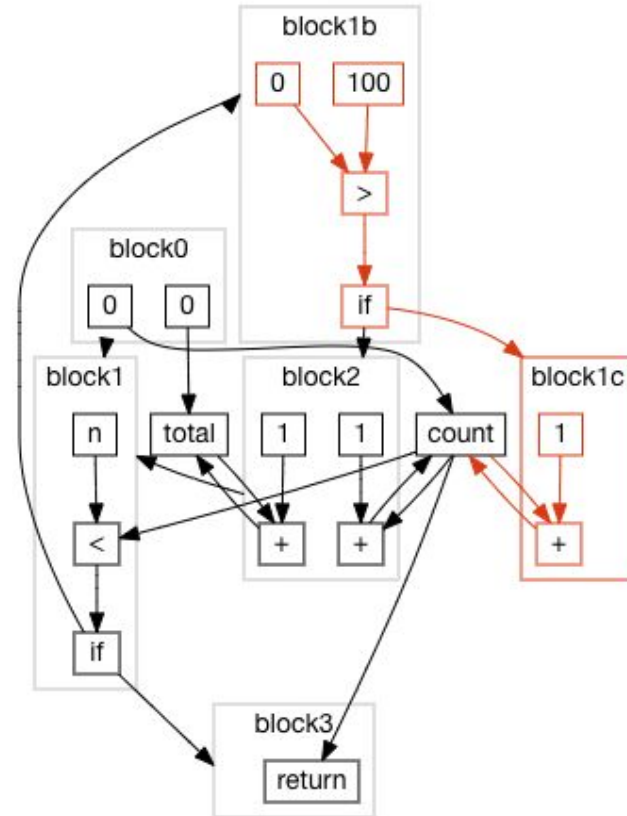 block1b
0 100
>
if
block0
0 0
block1
n
<
if
total
block2
1 1
+ +
count
block1c
1
+
block3
return